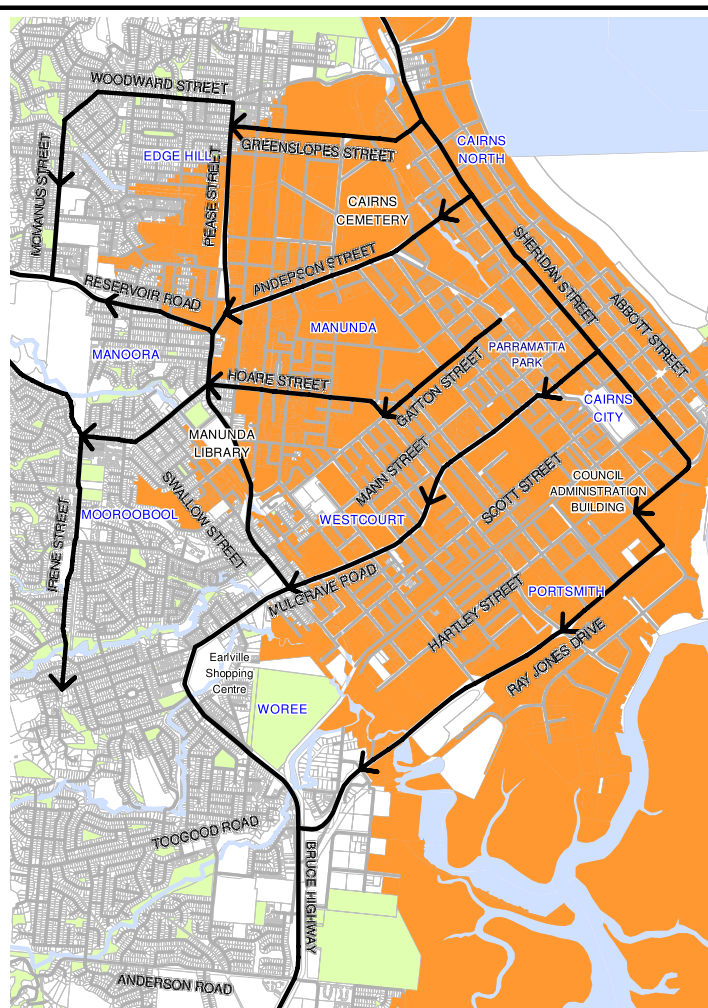 WOODWARD STREET
GREENSLOPES STREET
CAIRNS
NORTH
EDGE HILL
MCMANUS STREET
PEASE STREET
CAIRNS
CEMETERY
SHERIDAN STREET
ANDERSON STREET
RESERVOIR ROAD
ABBOTT STREET
MANUNDA
PARRAMATTA
PARK
MANOORA
HOARE STREET
GATTON STREET
CAIRNS
CITY
MANUNDA
LIBRARY
MANN STREET
SWALLOW STREET
SCOTT STREET
COUNCIL
ADMINISTRATION
BUILDING
MOOROOBOOL
WESTCOURT
IRENE STREET
MULGRAVE ROAD
HARTLEY STREET
PORTSMITH
RAY JONES DRIVE
Earlville
Shopping
Centre
WOREE
TOOGOOD ROAD
BRUCE HIGHWAY
ANDERSON ROAD